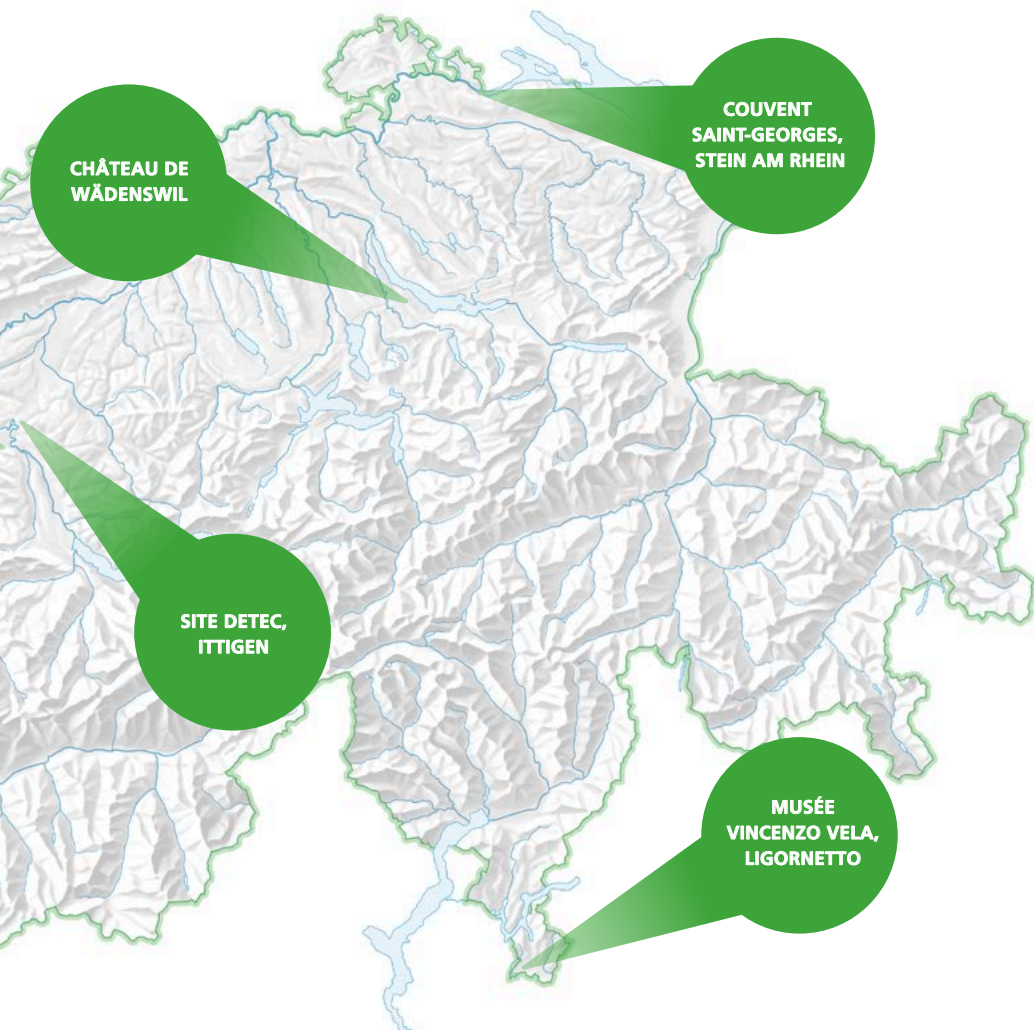 COUVENT
SAINT-GEORGES,
STEIN AM RHEIN
CHÂTEAU DE
WÄDENSWIL
SITE DETEC,
ITTIGEN
MUSÉE
VINCENZO VELA,
LIGORNETTO